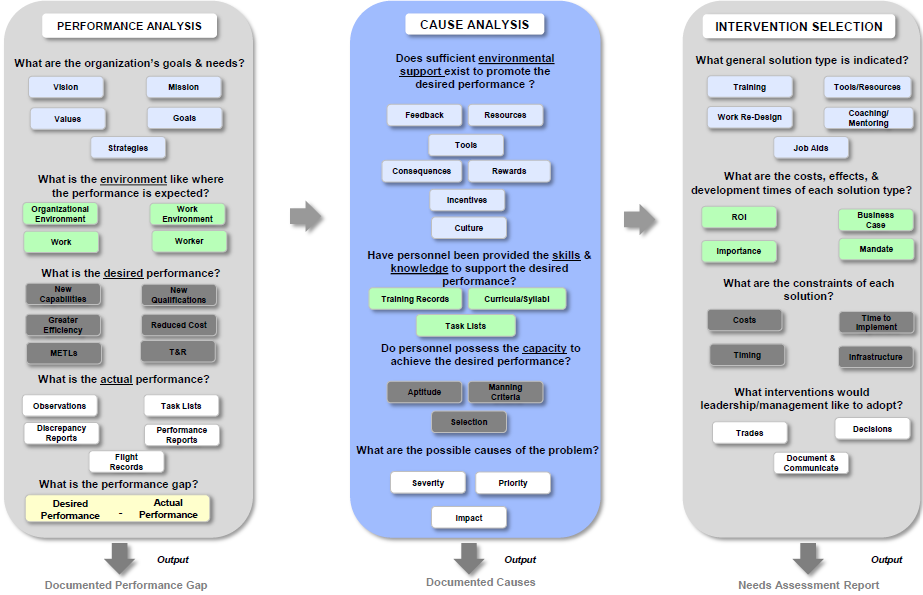 PERFORMANCE ANALYSIS
What are the organization's goals & needs?
Vision
Mission
Values
Goals
Strategies
What is the environment like where
the performance is expected?
Organizational
Environment
Work
Environment
Work
Worker
What is the desired performance?
New
Capabilities
New
Qualifications
Greater
Efficiency
Reduced Cost
METLs
T&R
What is the actual performance?
Observations
Task Lists
Discrepancy
Reports
Performance
Reports
Flight
Records
What is the performance gap?
Desired
Performance
-
Actual
Performance
Output
Documented Performance Gap
CAUSE ANALYSIS
Does sufficient environmental
support exist to promote the
desired performance ?
Feedback
Resources
Tools
Consequences
Rewards
Incentives
Culture
Have personnel been provided the skills &
knowledge to support the desired
performance?
Training Records
Curricula/Syllabi
Task Lists
Do personnel possess the capacity to
achieve the desired performance?
Aptitude
Manning
Criteria
Selection
What are the possible causes of the problem?
Severity
Priority
Impact
Output
Documented Causes
INTERVENTION SELECTION
What general solution type is indicated?
Training
Tools/Resources
Work Re-Design
Coaching/
Mentoring
Job Aids
What are the costs, effects, &
development times of each solution type?
ROI
Business
Case
Importance
Mandate
What are the constraints of each
solution?
Costs
Time to
Implement
Timing
Infrastructure
What interventions would
leadership/management like to adopt?
Trades
Decisions
Document &
Communicate
Output
Needs Assessment Report